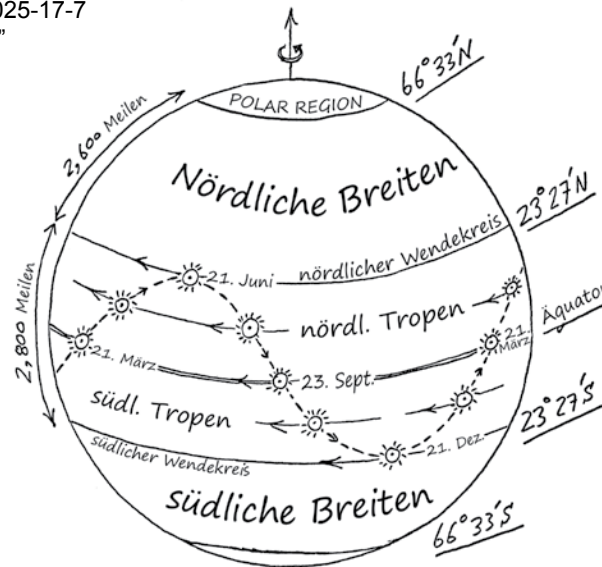 025-17-7
”
66°33'N
POLAR REGION
2,600 Meilen
Nördliche Breiten
23°27'N
nördlicher Wendekreis
21. Juni
nördl. Tropen
Äquator
2,800 Meilen
21. März
21. März
23. Sept.
südl. Tropen
23°27'S
südlicher Wendekreis
21. Dez.
südliche Breiten
66°33'S